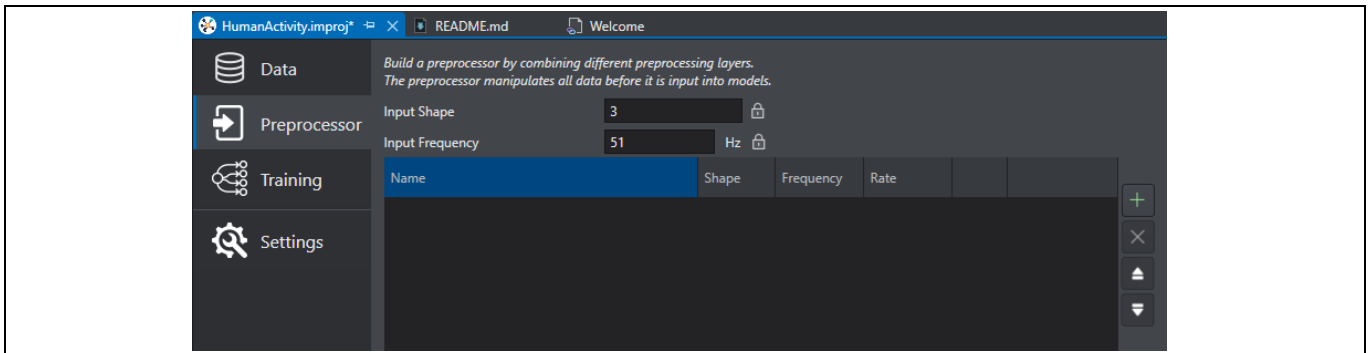 HumanActivity.improj*
README.md
Welcome
Data
Preprocessor
Training
Settings
Build a preprocessor by combining different preprocessing layers.
The preprocessor manipulates all data before it is input into models.
Input Shape 3
Input Frequency 51 Hz
Name Shape Frequency Rate